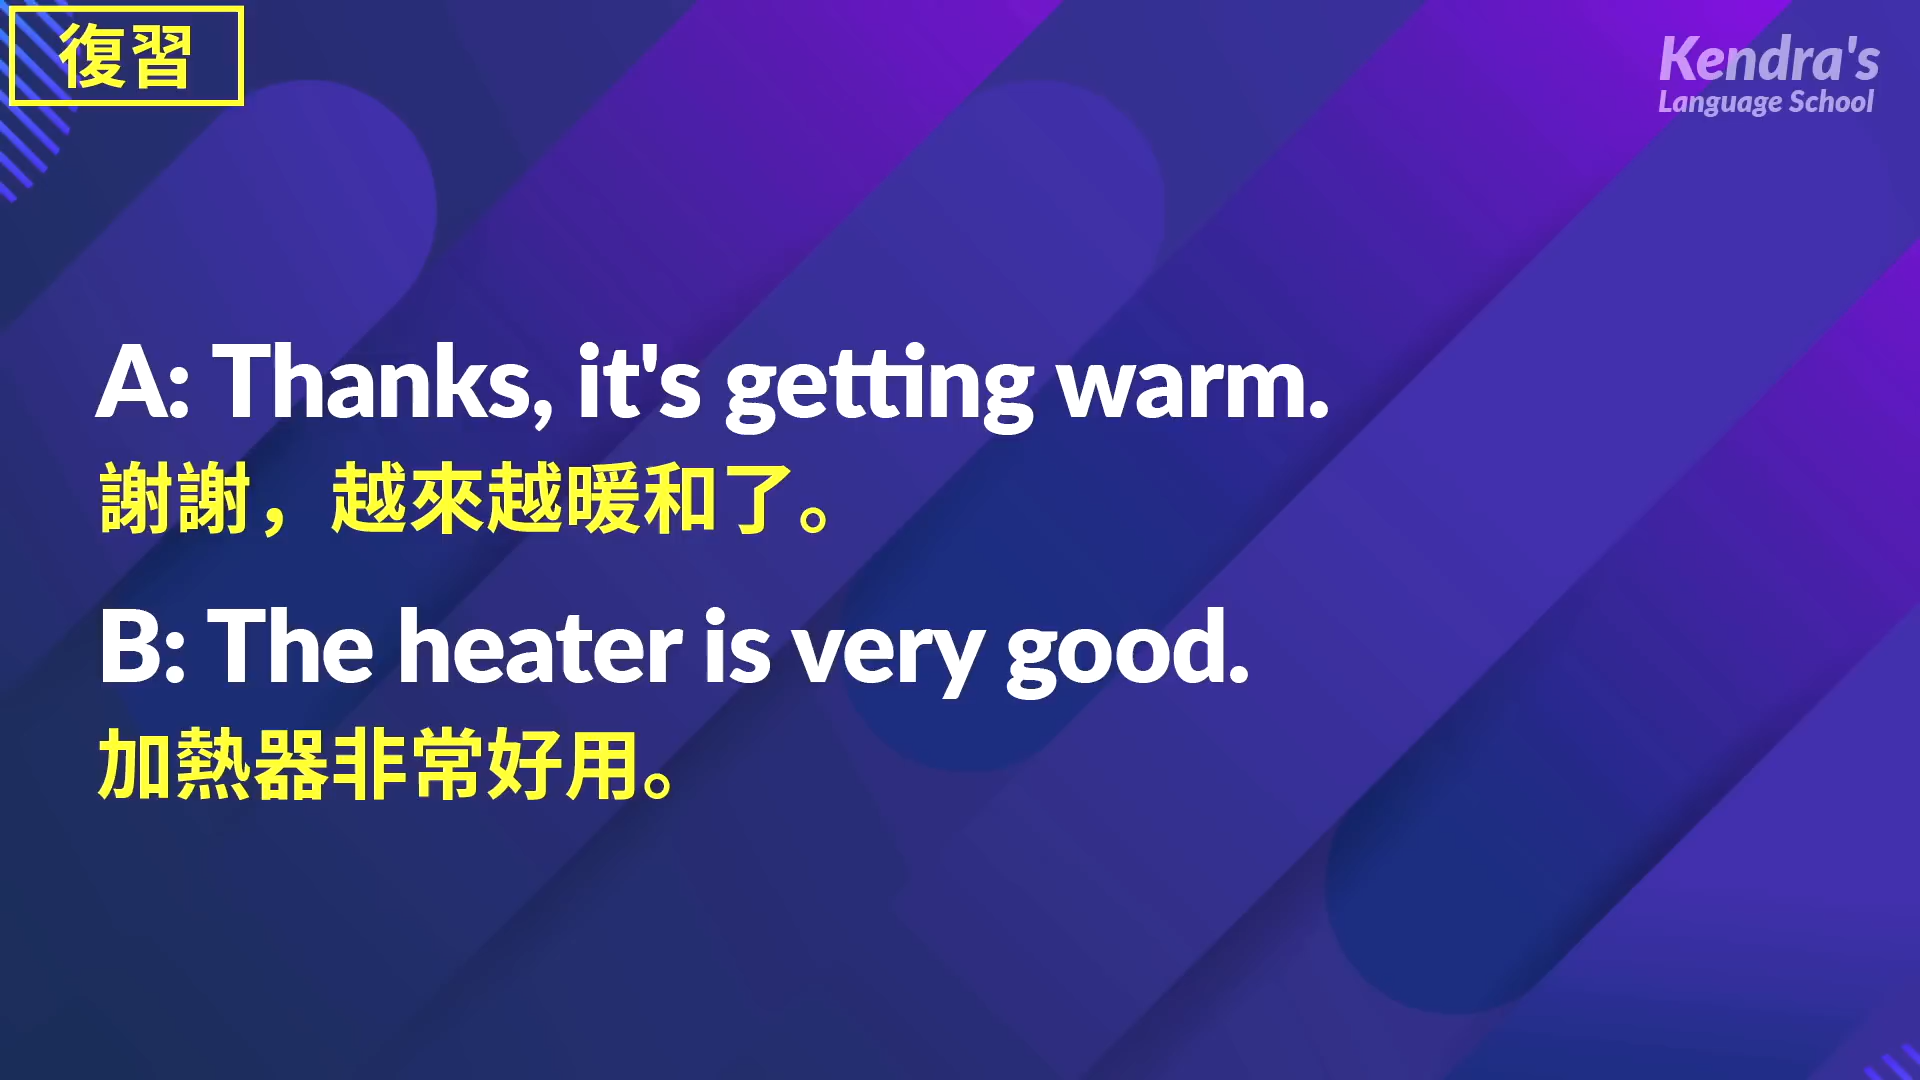 復習
Kendra's
Language School
A: Thanks, it's getting warm.
謝謝，越來越暖和了。
B: The heater is very good.
加熱器非常好用。